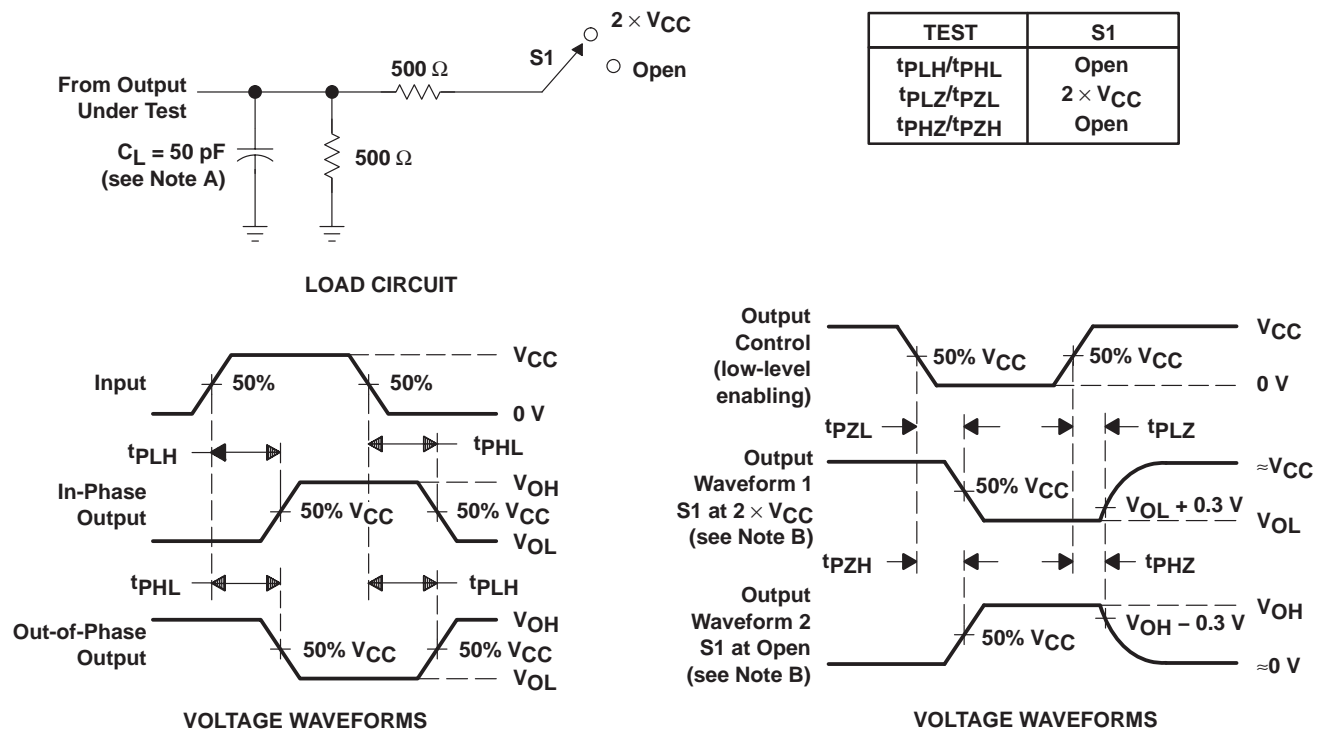 From Output
Under Test
CL = 50 pF
(see Note A)
500 Ω
500 Ω
S1
2 × VCC
Open
LOAD CIRCUIT
TEST S1
tPLH/tPHL Open
tPLZ/tPZL 2 × VCC
tPHZ/tPZH Open
Input
50%
50%
VCC
0 V
tPLH
tPHL
In-Phase
Output
50% VCC
50% VCC
VOH
VOL
tPHL
tPLH
Out-of-Phase
Output
50% VCC
50% VCC
VOH
VOL
VOLTAGE WAVEFORMS
Output
Control
(low-level
enabling)
50% VCC
50% VCC
VCC
0 V
tPZL
tPLZ
Output
Waveform 1
S1 at 2 × VCC
(see Note B)
50% VCC
VOL + 0.3 V
≈VCC
VOL
tPZH
tPHZ
Output
Waveform 2
S1 at Open
(see Note B)
50% VCC
VOH − 0.3 V
VOH
≈0 V
VOLTAGE WAVEFORMS